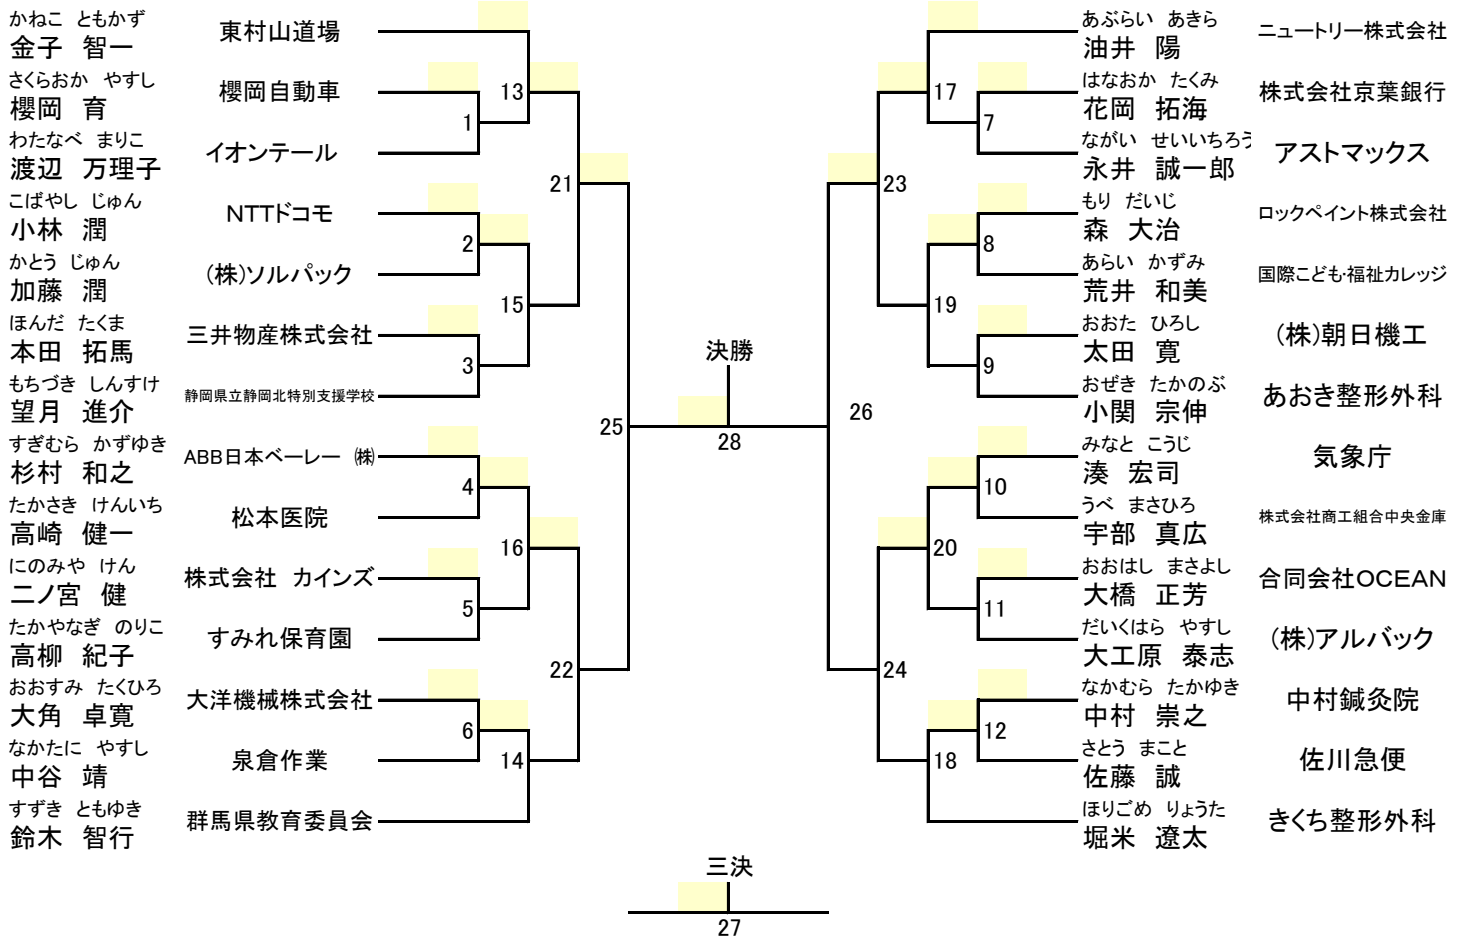 かねこ ともかず
金子 智一
東村山道場
さくらおか やすし
櫻岡 育
櫻岡自動車
わたなべ まりこ
渡辺 万理子
イオンテール
こばやし じゅん
小林 潤
NTTドコモ
かとう じゅん
加藤 潤
(株)ソルパック
ほんだ たくま
本田 拓馬
三井物産株式会社
もちづき しんすけ
望月 進介
静岡県立静岡北特別支援学校
すぎむら かずゆき
杉村 和之
ABB日本ベーレー ㈱
たかさき けんいち
高崎 健一
松本医院
にのみや けん
二ノ宮 健
株式会社 カインズ
たかやなぎ のりこ
高柳 紀子
すみれ保育園
おおすみ たくひろ
大角 卓寛
大洋機械株式会社
なかたに やすし
中谷 靖
泉倉作業
すずき ともゆき
鈴木 智行
群馬県教育委員会
1
2
3
4
5
6
13
15
16
14
21
22
25
決勝
28
三決
27
26
23
24
17
19
20
18
7
8
9
10
11
12
あぶらい あきら
油井 陽
ニュートリー株式会社
はなおか たくみ
花岡 拓海
株式会社京葉銀行
ながい せいいちろう
永井 誠一郎
アストマックス
もり だいじ
森 大治
ロックペイント株式会社
あらい かずみ
荒井 和美
国際こども・福祉カレッジ
おおた ひろし
太田 寛
(株)朝日機工
おぜき たかのぶ
小関 宗伸
あおき整形外科
みなと こうじ
湊 宏司
気象庁
うべ まさひろ
宇部 真広
株式会社商工組合中央金庫
おおはし まさよし
大橋 正芳
合同会社OCEAN
だいくはら やすし
大工原 泰志
(株)アルバック
なかむら たかゆき
中村 崇之
中村鍼灸院
さとう まこと
佐藤 誠
佐川急便
ほりごめ りょうた
堀米 遼太
きくち整形外科